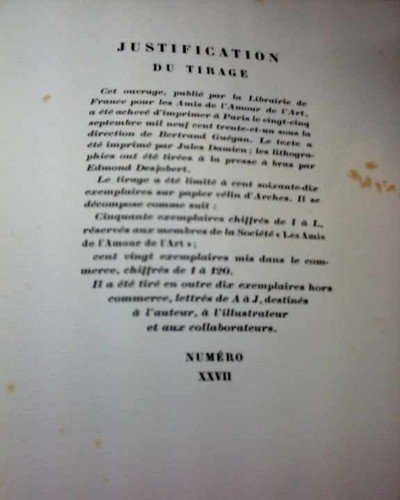 JUSTIFICATION
DU TIRAGE
Cet ouvrage, publié par la Librairie de
France pour les Amis de l'Amour de l'Art,
a été achevé d'imprimer à Paris le vingt-cinq
septembre mil neuf cent trente-et-un sous la
direction de Bertrand Guégan. Le texte a
été imprimé par Jules Damien ; les lithogra-
phies ont été tirées à la presse à bras par
Edmond Desjobert.
Le tirage a été limité à cent soixante-dix
exemplaires sur papier vélin d'Arches. Il se
décompose comme suit :
Cinquante exemplaires chiffrés de I à L,
réservés aux membres de la Société « Les Amis
de l'Amour de l'Art » ;
cent vingt exemplaires mis dans le com-
merce, chiffrés de 1 à 120.
Il a été tiré en outre dix exemplaires hors
commerce, lettrés de A à J, destinés
à l'auteur, à l'illustrateur
et aux collaborateurs.
NUMÉRO
XXVII